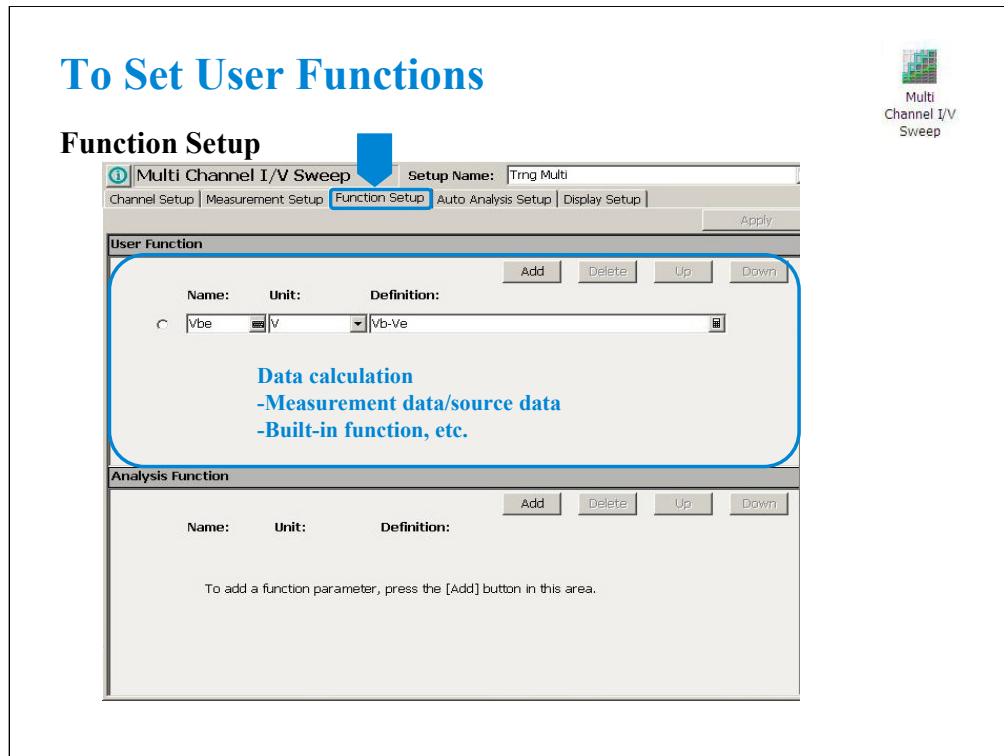 To Set User Functions
Multi
Channel I/V
Sweep
Function Setup
Multi Channel I/V Sweep Setup Name: Trng Multi
Channel Setup Measurement Setup Function Setup Auto Analysis Setup Display Setup
Apply
User Function
Add Delete Up Down
Name: Unit: Definition:
Vbe V Vb-Ve
Data calculation
-Measurement data/source data
-Built-in function, etc.
Analysis Function
Add Delete Up Down
Name: Unit: Definition:
To add a function parameter, press the [Add] button in this area.